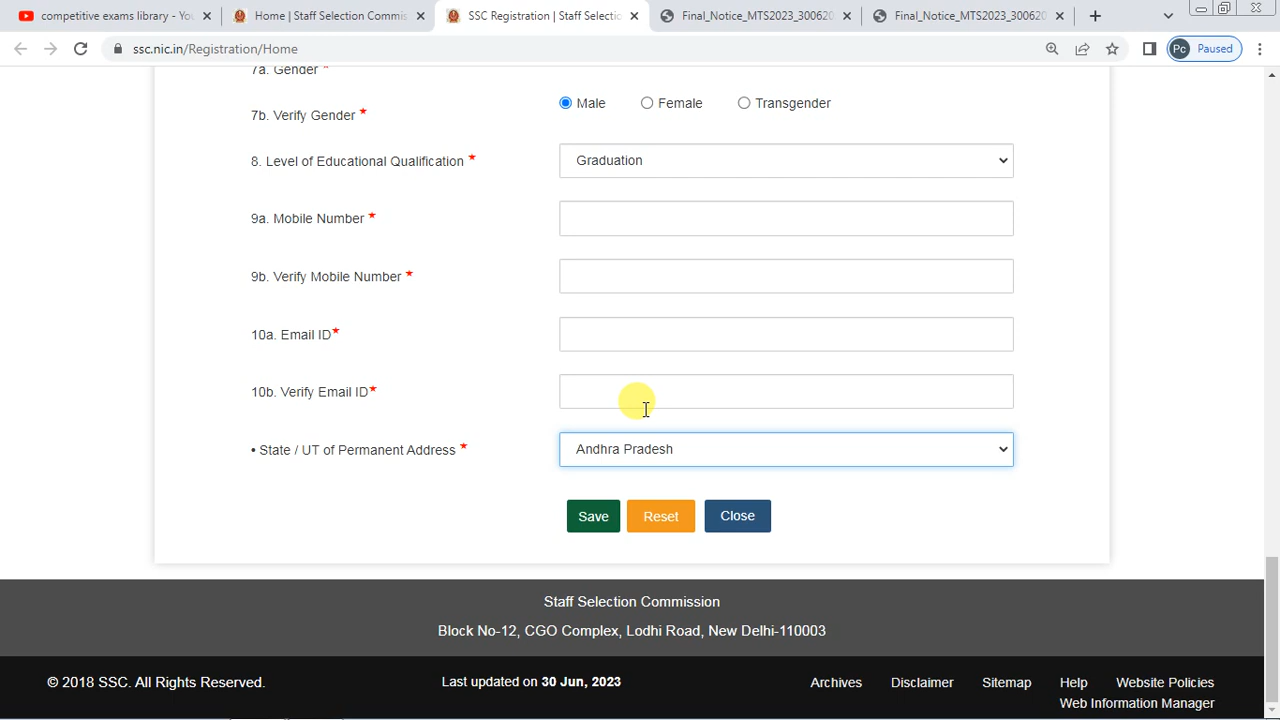 competitive exams library - You
Home | Staff Selection Commis
SSC Registration | Staff Selectio
Final_Notice_MTS2023_300620
Final_Notice_MTS2023_300620
ssc.nic.in/Registration/Home
Pc Paused
7a. Gender *
7b. Verify Gender *
Male Female Transgender
8. Level of Educational Qualification *
Graduation
9a. Mobile Number *
9b. Verify Mobile Number *
10a. Email ID*
10b. Verify Email ID*
• State / UT of Permanent Address *
Andhra Pradesh
Save Reset Close
Staff Selection Commission
Block No-12, CGO Complex, Lodhi Road, New Delhi-110003
© 2018 SSC. All Rights Reserved.
Last updated on 30 Jun, 2023
Archives Disclaimer Sitemap Help Website Policies
Web Information Manager